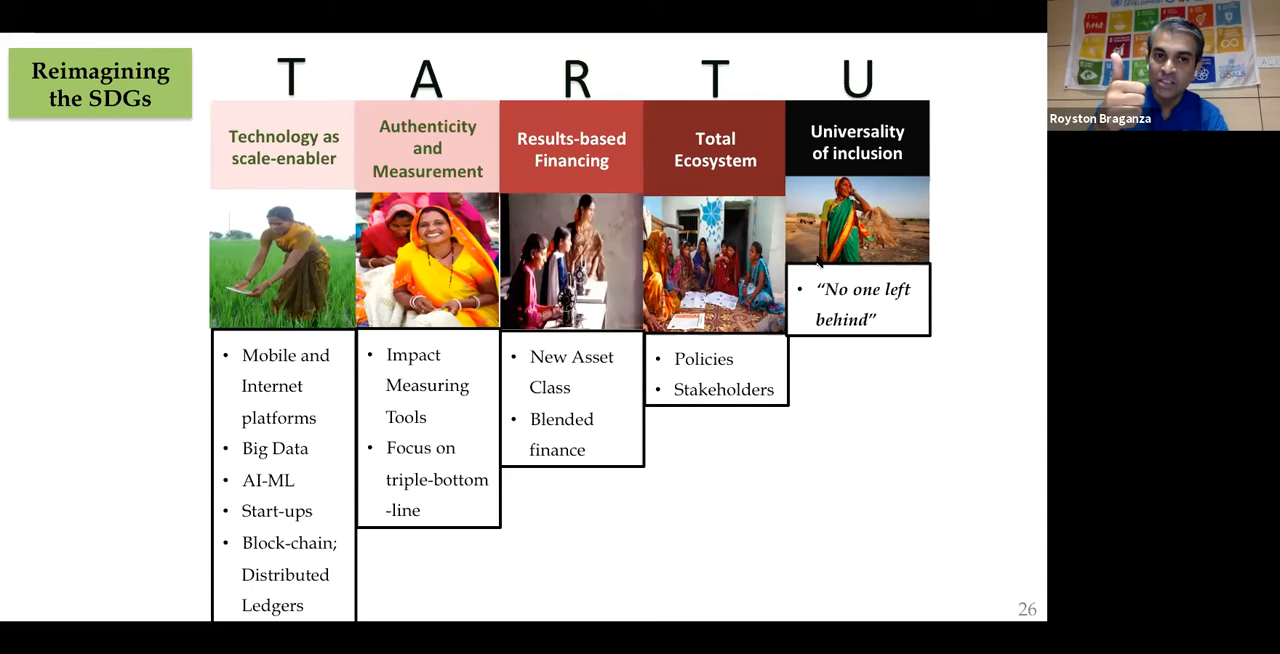 Reimagining
the SDGs
T A R T U
Technology as
scale-enabler
Authenticity
and
Measurement
Results-based
Financing
Total
Ecosystem
Universality
of inclusion
• Mobile and
Internet
platforms
• Big Data
• AI-ML
• Start-ups
• Block-chain;
Distributed
Ledgers
• Impact
Measuring
Tools
• Focus on
triple-bottom
-line
• New Asset
Class
• Blended
finance
• Policies
• Stakeholders
• “No one left
behind”
26
Royston Braganza